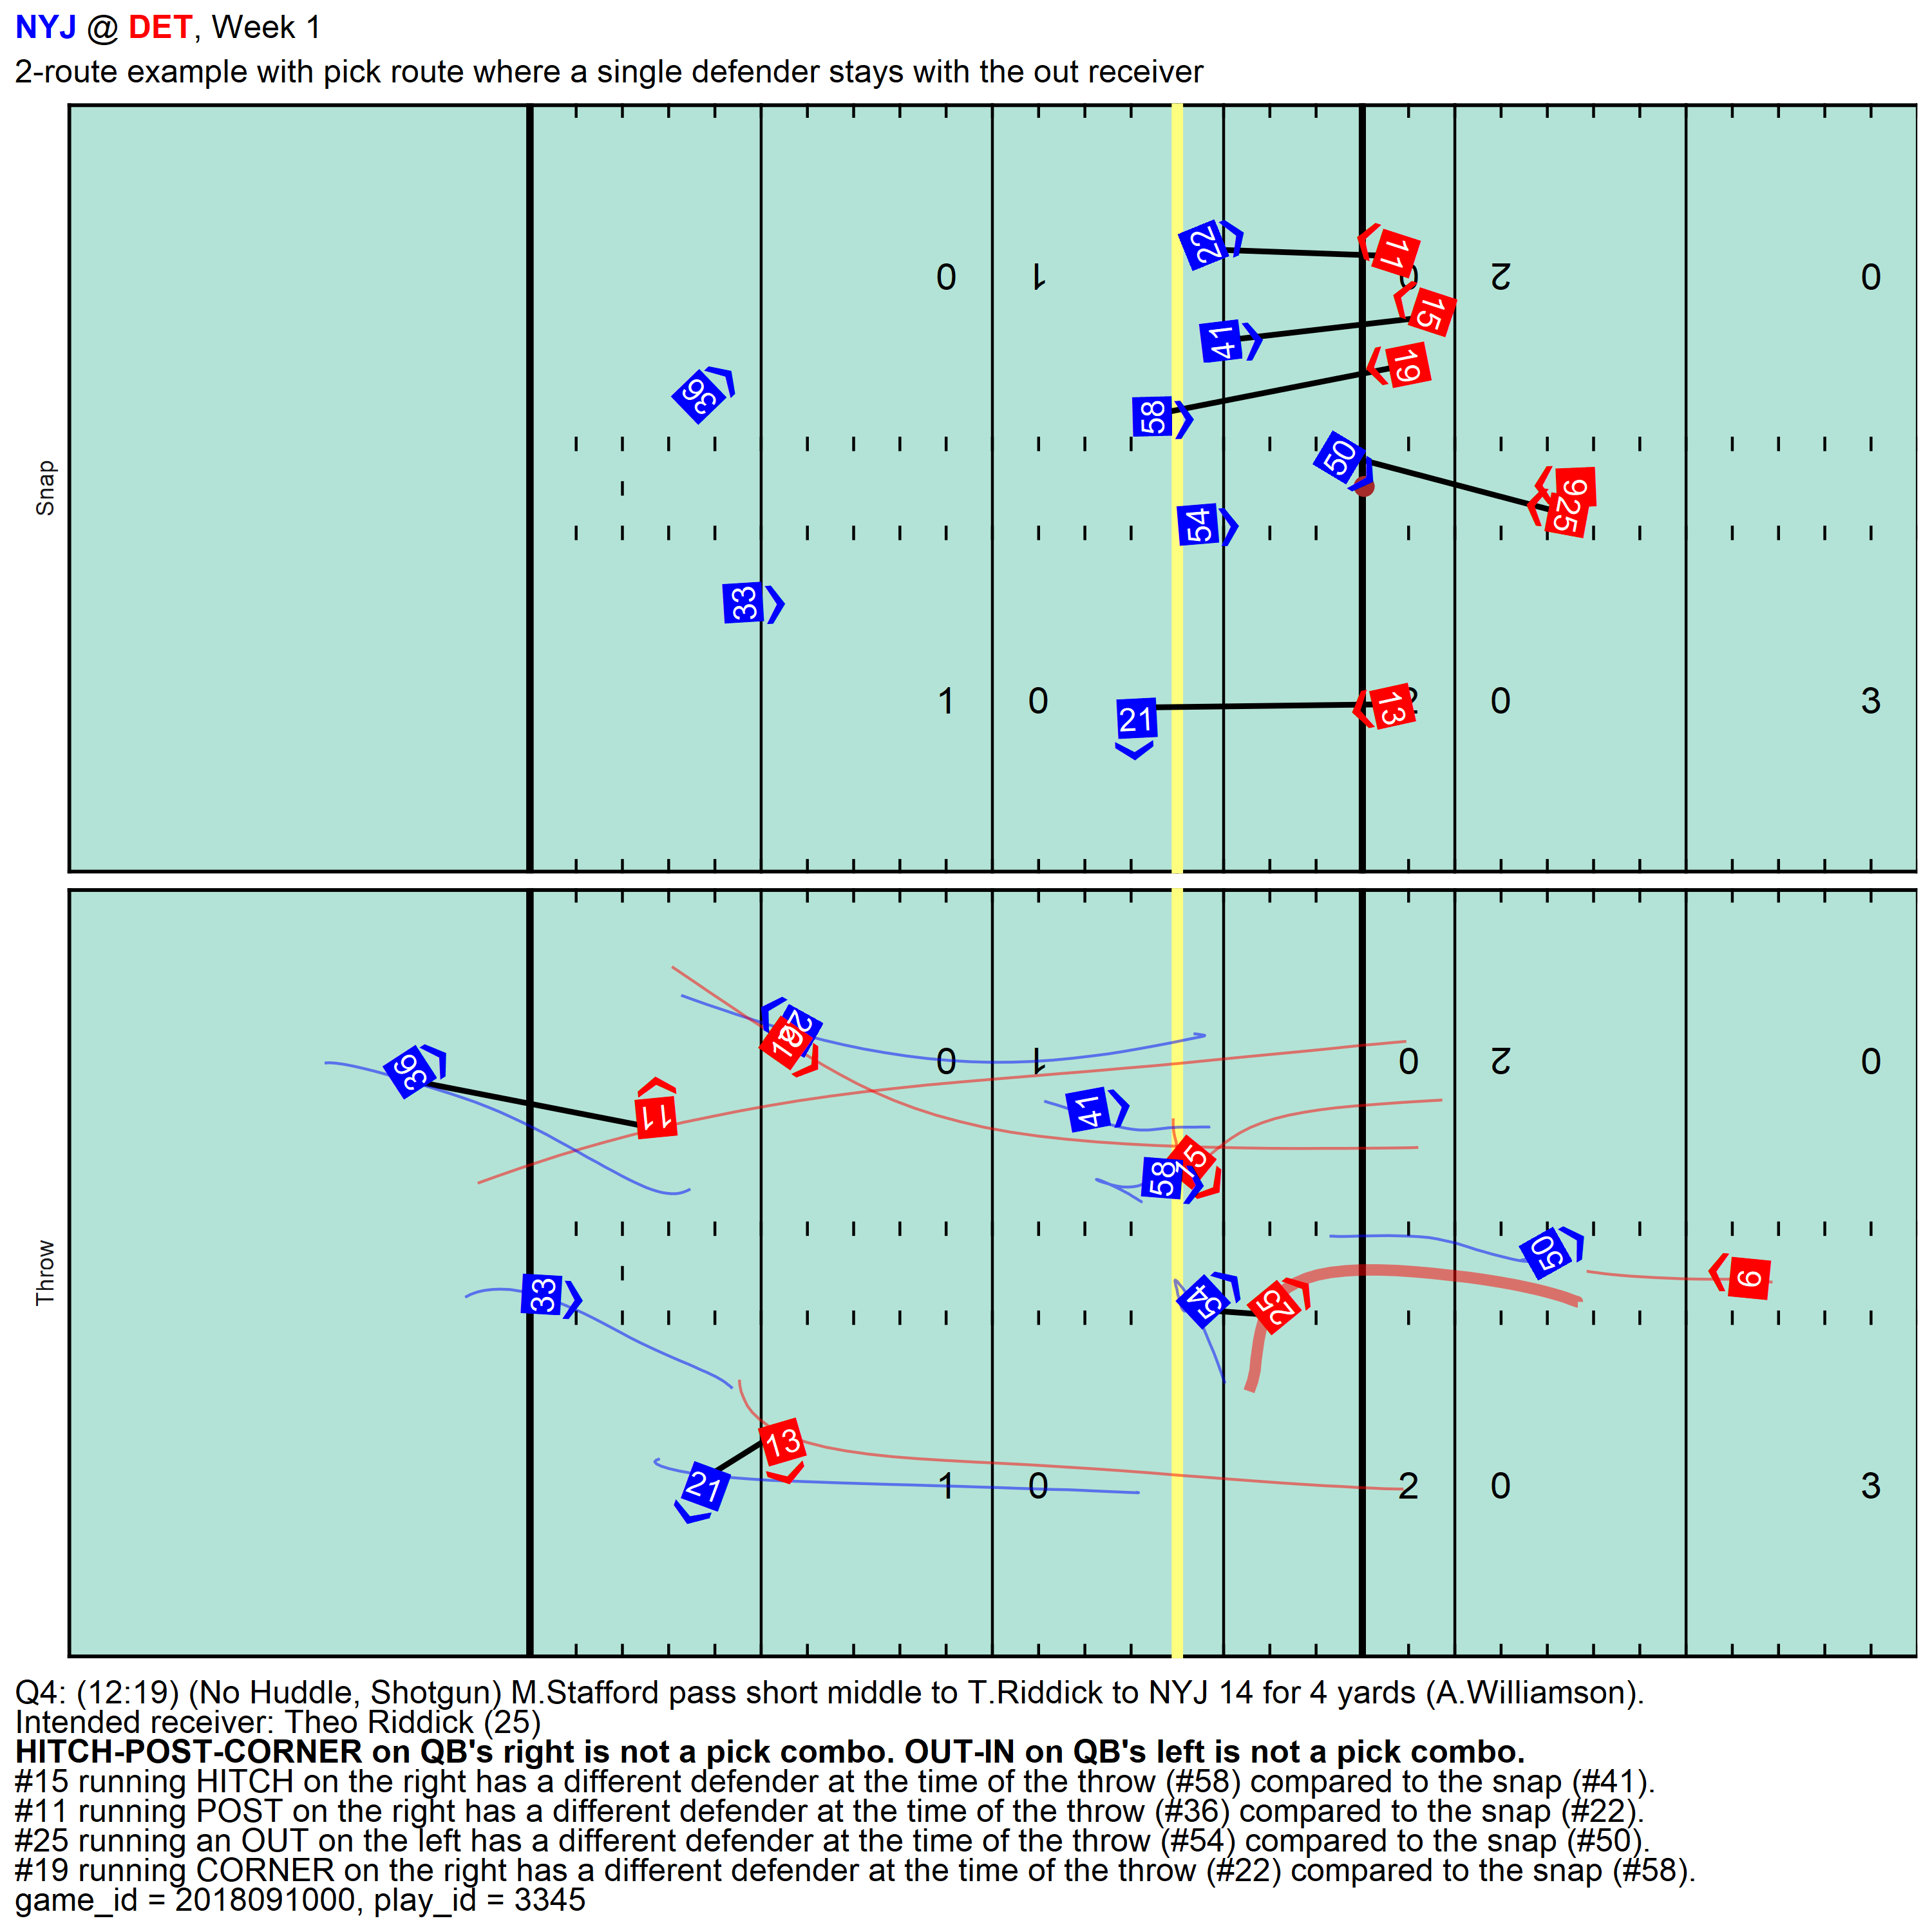 NYJ @ DET, Week 1
2-route example with pick route where a single defender stays with the out receiver
Snap
22
11
0 1 0 2 0
15
41
19
36
58
50
9
25
54
33
1 0 2 0 3
21
13
Throw
36
11
19
0 1 0 2 0
41
15
58
50
9
33
54
25
13
21
1 0 2 0 3
Q4: (12:19) (No Huddle, Shotgun) M.Stafford pass short middle to T.Riddick to NYJ 14 for 4 yards (A.Williamson).
Intended receiver: Theo Riddick (25)
HITCH-POST-CORNER on QB's right is not a pick combo. OUT-IN on QB's left is not a pick combo.
#15 running HITCH on the right has a different defender at the time of the throw (#58) compared to the snap (#41).
#11 running POST on the right has a different defender at the time of the throw (#36) compared to the snap (#22).
#25 running an OUT on the left has a different defender at the time of the throw (#54) compared to the snap (#50).
#19 running CORNER on the right has a different defender at the time of the throw (#22) compared to the snap (#58).
game_id = 2018091000, play_id = 3345